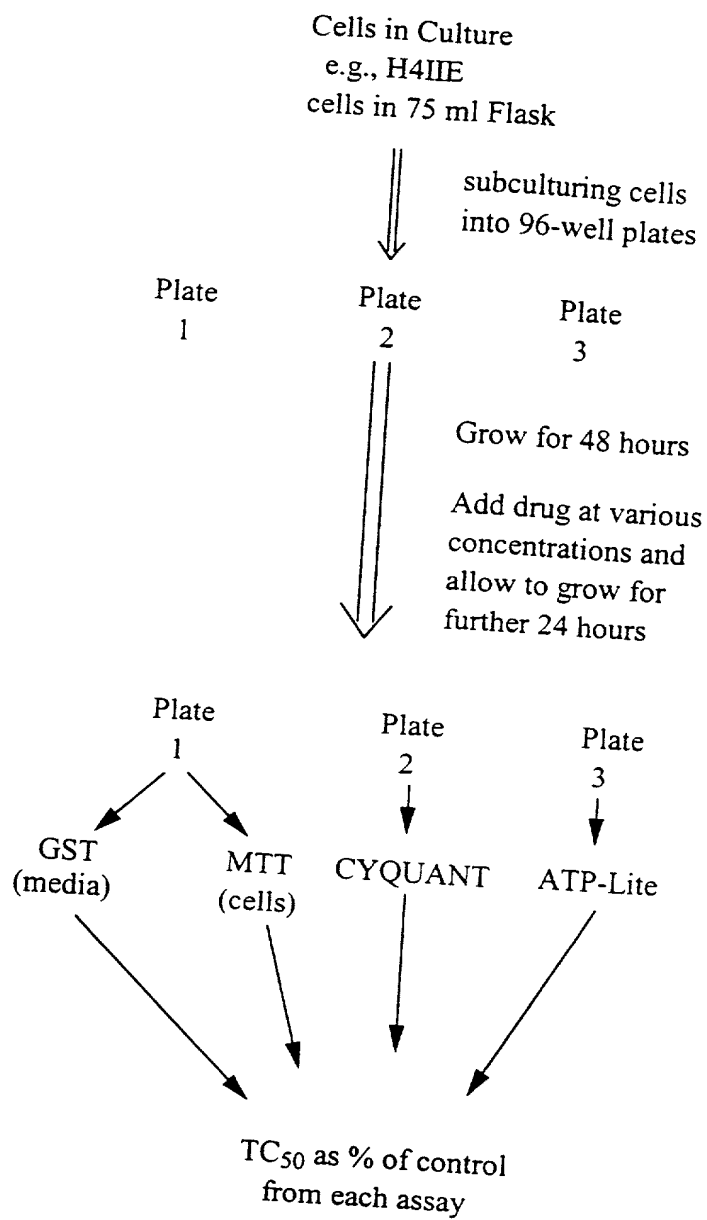 Cells in Culture
e.g., H4IIE
cells in 75 ml Flask
subculturing cells
into 96-well plates
Plate
1
Plate
2
Plate
3
Grow for 48 hours
Add drug at various
concentrations and
allow to grow for
further 24 hours
Plate
1
Plate
2
Plate
3
GST
(media)
MTT
(cells)
CYQUANT
ATP-Lite
TC50 as % of control
from each assay